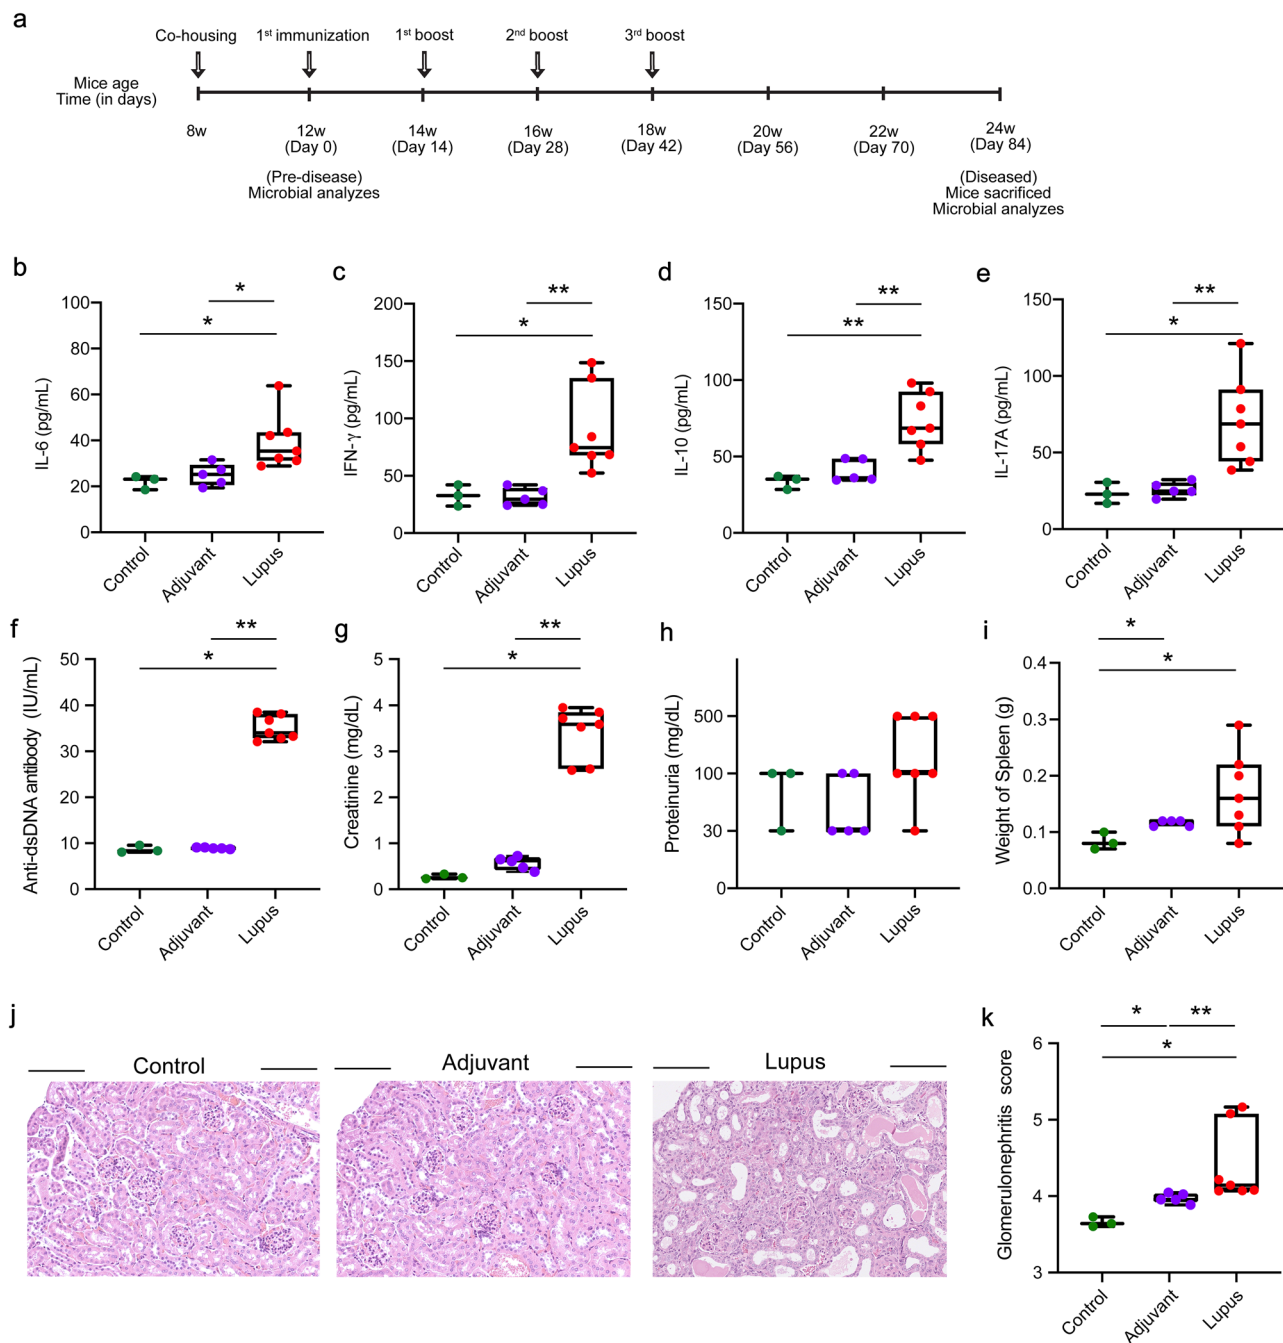 a
Co-housing 1st immunization 1st boost 2nd boost 3rd boost
Mice age
Time (in days)
8w 12w 14w 16w 18w 20w 22w 24w
(Day 0) (Day 14) (Day 28) (Day 42) (Day 56) (Day 70) (Day 84)
(Pre-disease) (Diseased)
Microbial analyzes Mice sacrificed
Microbial analyzes
b
*
*
IL-6 (pg/mL)
100
80
60
40
20
0
Control Adjuvant Lupus
c
**
*
IFN-γ (pg/mL)
200
150
100
50
0
Control Adjuvant Lupus
d
**
**
IL-10 (pg/mL)
150
100
50
0
Control Adjuvant Lupus
e
**
*
IL-17A (pg/mL)
150
100
50
0
Control Adjuvant Lupus
f
**
*
Anti-dsDNA antibody (IU/mL)
50
40
30
20
10
0
Control Adjuvant Lupus
g
**
*
Creatinine (mg/dL)
5
4
3
2
1
0
Control Adjuvant Lupus
h
Proteinuria (mg/dL)
500
100
30
0
Control Adjuvant Lupus
i
*
*
Weight of Spleen (g)
0.4
0.3
0.2
0.1
0.0
Control Adjuvant Lupus
j
Control Adjuvant Lupus
k
* **
*
Glomerulonephritis score
6
5
4
3
Control Adjuvant Lupus